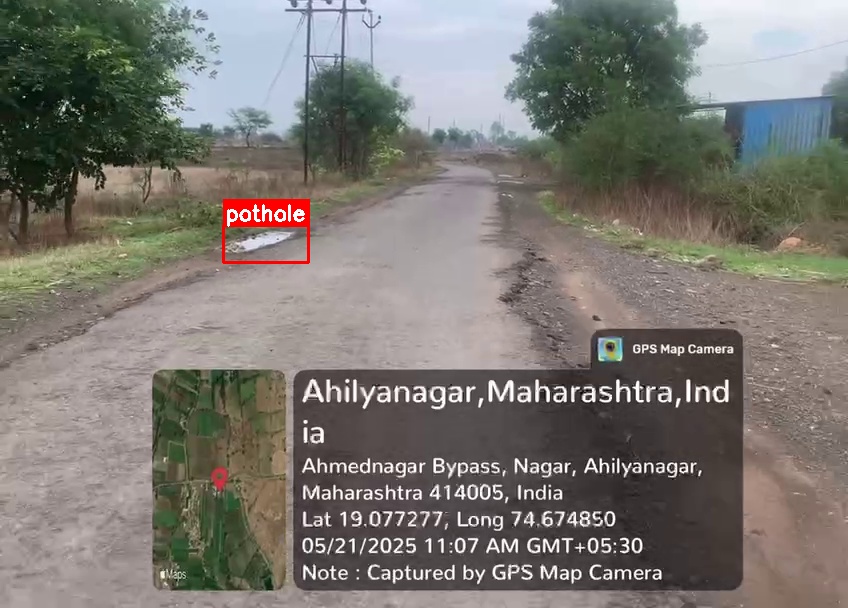 pothole
GPS Map Camera
Ahilyanagar,Maharashtra,Ind
ia
Ahmednagar Bypass, Nagar, Ahilyanagar,
Maharashtra 414005, India
Lat 19.077277, Long 74.674850
05/21/2025 11:07 AM GMT+05:30
Note : Captured by GPS Map Camera
Maps